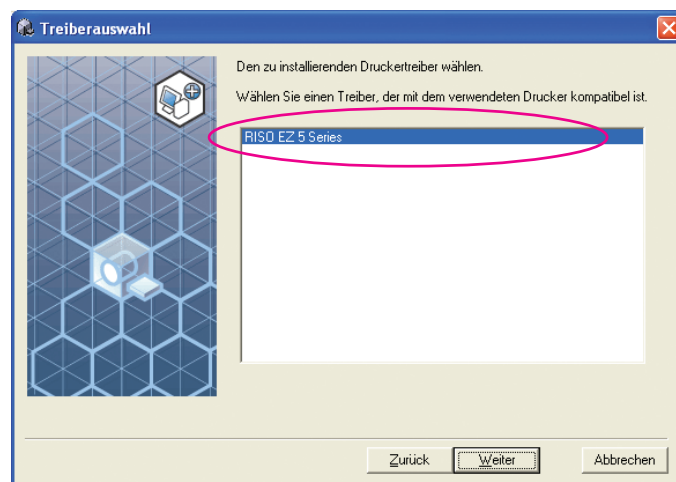 Treiberauswahl
Den zu installierenden Druckertreiber wählen.
Wählen Sie einen Treiber, der mit dem verwendeten Drucker kompatibel ist.
RISO EZ 5 Series
Zurück
Weiter
Abbrechen